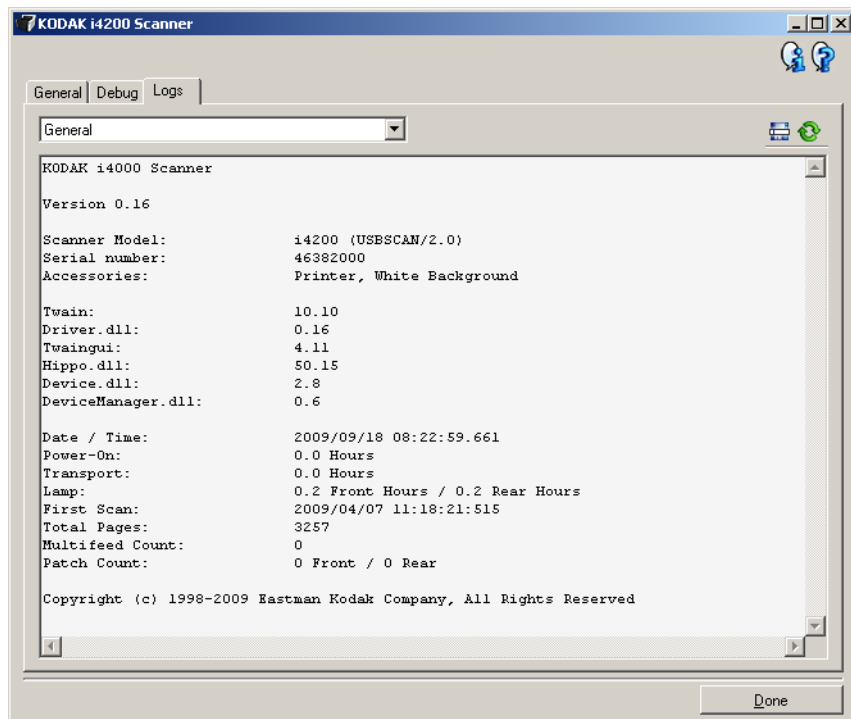 KODAK i4200 Scanner
General Debug Logs
General
KODAK i4000 Scanner
Version 0.16
Scanner Model: i4200 (USBSCAN/2.0)
Serial number: 46382000
Accessories: Printer, White Background
Twain: 10.10
Driver.dll: 0.16
Twaingui: 4.11
Hippo.dll: 50.15
Device.dll: 2.8
DeviceManager.dll: 0.6
Date / Time: 2009/09/18 08:22:59.661
Power-On: 0.0 Hours
Transport: 0.0 Hours
Lamp: 0.2 Front Hours / 0.2 Rear Hours
First Scan: 2009/04/07 11:18:21:515
Total Pages: 3257
Multifeed Count: 0
Patch Count: 0 Front / 0 Rear
Copyright (c) 1998-2009 Eastman Kodak Company, All Rights Reserved
Done